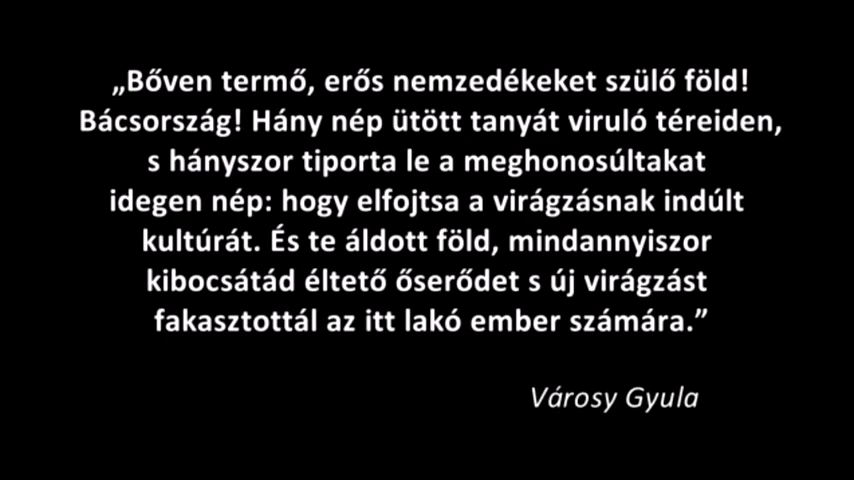 „Bőven termő, erős nemzedékeket szülő föld!
Bácsország! Hány nép ütött tanyát viruló téreiden,
s hányszor tiporta le a meghonosúltakat
idegen nép: hogy elfojtsa a virágzásnak indúlt
kultúrát. És te áldott föld, mindannyiszor
kibocsátád éltető őserődet s új virágzást
fakasztottál az itt lakó ember számára.”
Városy Gyula